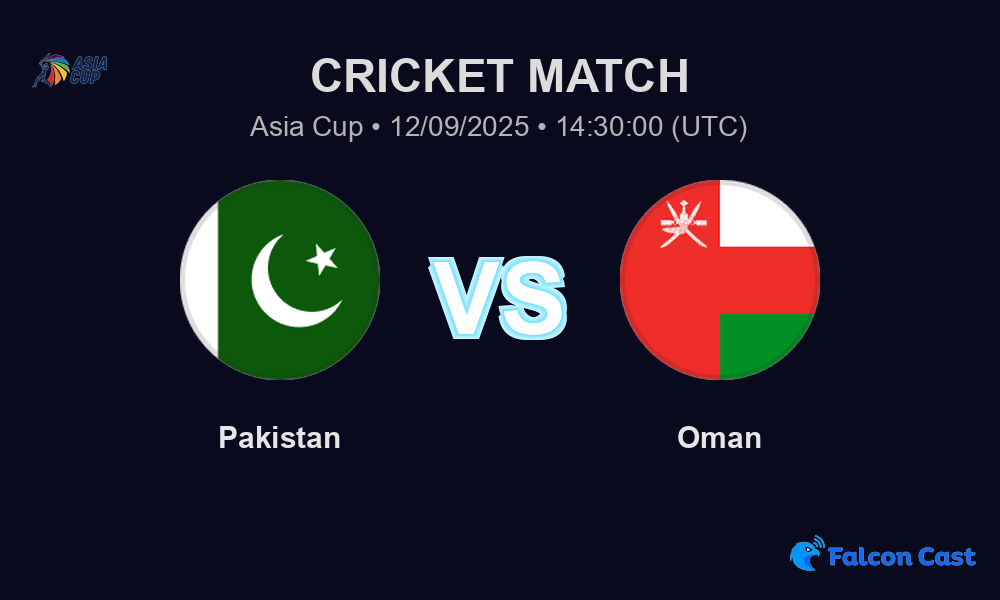 ASIA
CUP
CRICKET MATCH
Asia Cup • 12/09/2025 • 14:30:00 (UTC)
VS
Pakistan
Oman
Falcon Cast